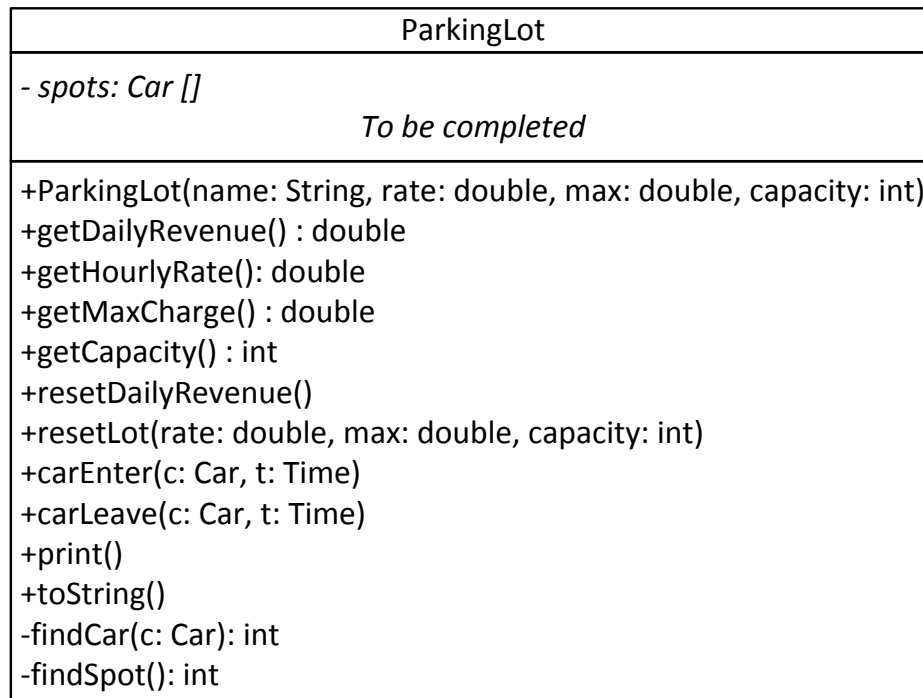 ParkingLot
- spots: Car []
To be completed
+ParkingLot(name: String, rate: double, max: double, capacity: int)
+getDailyRevenue() : double
+getHourlyRate(): double
+getMaxCharge() : double
+getCapacity() : int
+resetDailyRevenue()
+resetLot(rate: double, max: double, capacity: int)
+carEnter(c: Car, t: Time)
+carLeave(c: Car, t: Time)
+print()
+toString()
-findCar(c: Car): int
-findSpot(): int